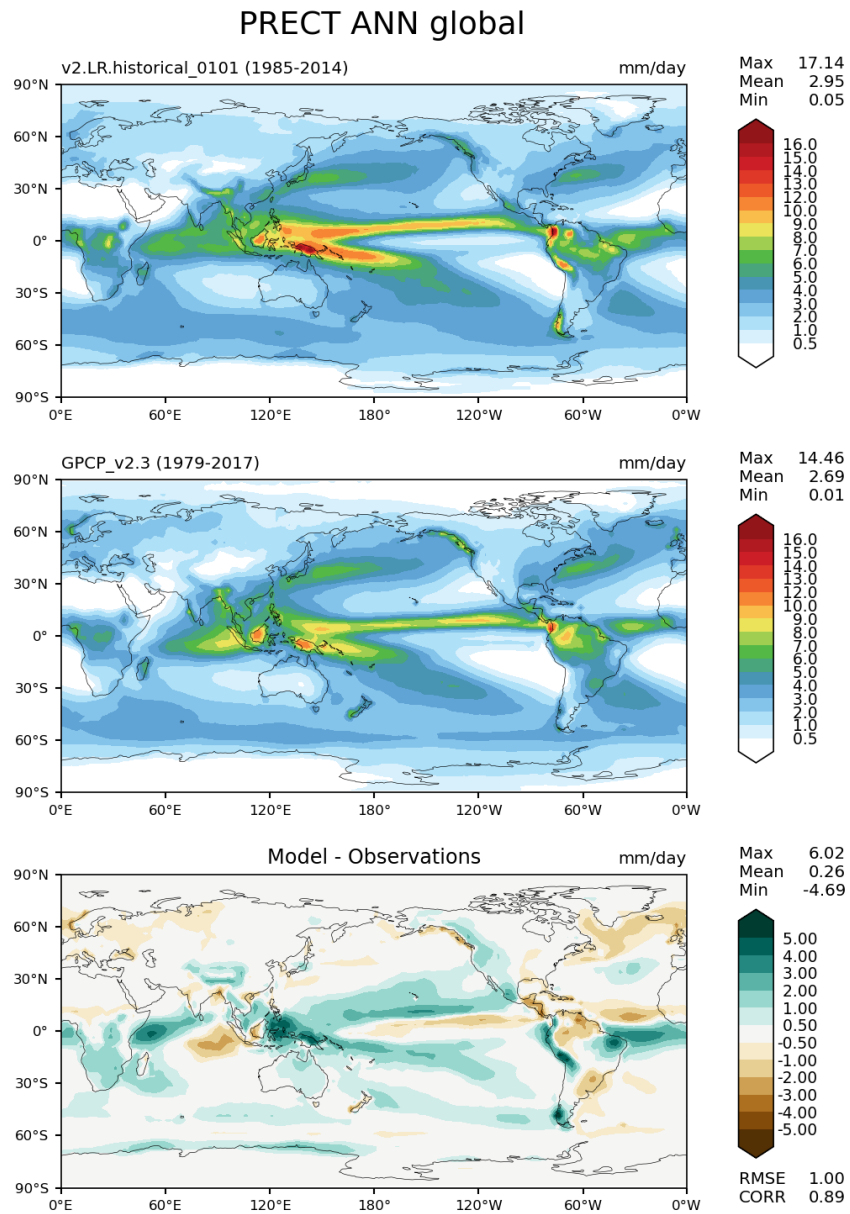 PRECT ANN global
v2.LR.historical_0101 (1985-2014) mm/day
Max 17.14
Mean 2.95
Min 0.05
90°N
60°N
30°N
0°
30°S
60°S
90°S
0°E 60°E 120°E 180° 120°W 60°W 0°W
16.0
15.0
14.0
13.0
12.0
11.0
10.0
9.0
8.0
7.0
6.0
5.0
4.0
3.0
2.0
1.0
0.5
GPCP_v2.3 (1979-2017) mm/day
Max 14.46
Mean 2.69
Min 0.01
90°N
60°N
30°N
0°
30°S
60°S
90°S
0°E 60°E 120°E 180° 120°W 60°W 0°W
16.0
15.0
14.0
13.0
12.0
11.0
10.0
9.0
8.0
7.0
6.0
5.0
4.0
3.0
2.0
1.0
0.5
Model - Observations mm/day
Max 6.02
Mean 0.26
Min -4.69
90°N
60°N
30°N
0°
30°S
60°S
90°S
0°E 60°E 120°E 180° 120°W 60°W 0°W
5.00
4.00
3.00
2.00
1.00
0.50
-0.50
-1.00
-2.00
-3.00
-4.00
-5.00
RMSE 1.00
CORR 0.89